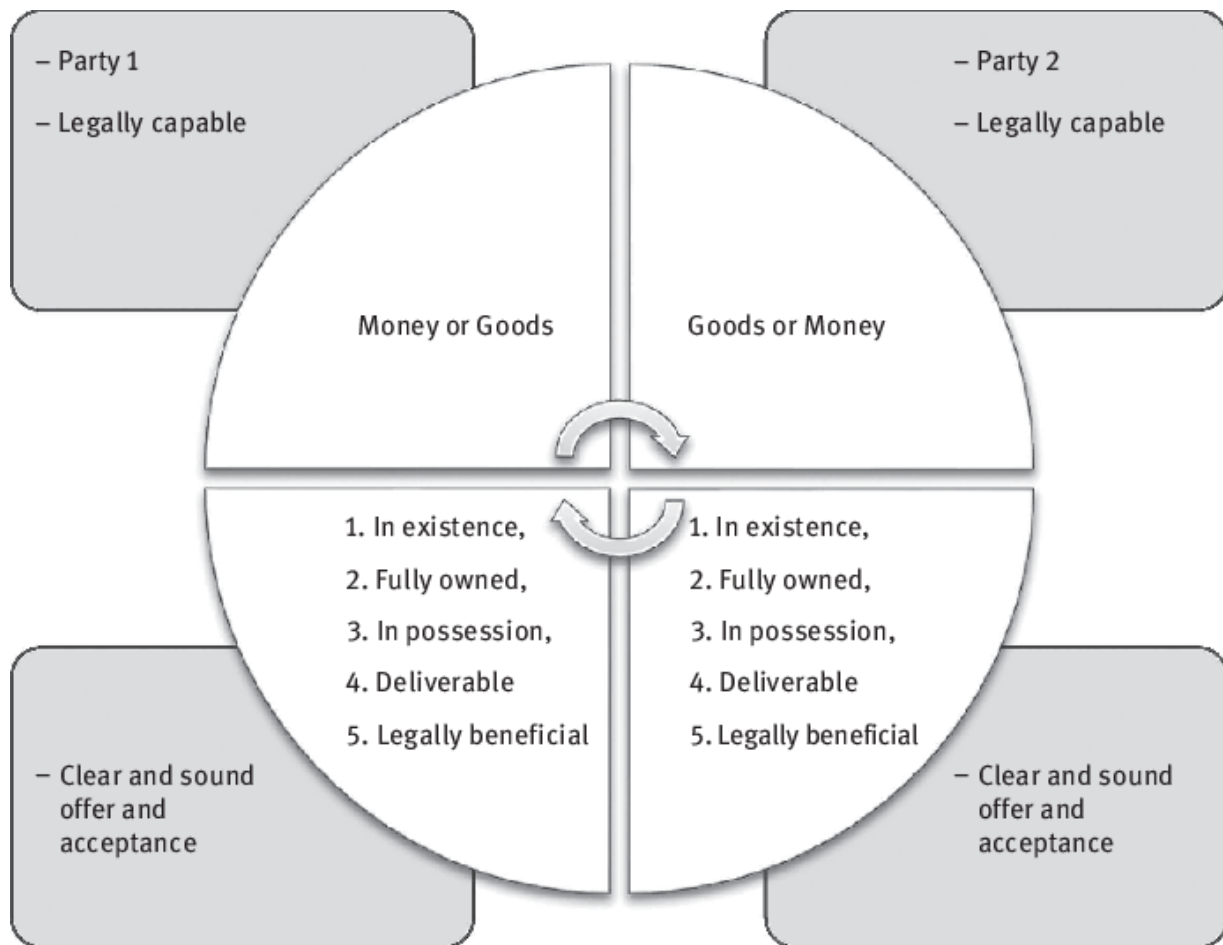 – Party 1
– Legally capable
– Party 2
– Legally capable
Money or Goods
Goods or Money
1. In existence,
2. Fully owned,
3. In possession,
4. Deliverable
5. Legally beneficial
1. In existence,
2. Fully owned,
3. In possession,
4. Deliverable
5. Legally beneficial
– Clear and sound
offer and
acceptance
– Clear and sound
offer and
acceptance